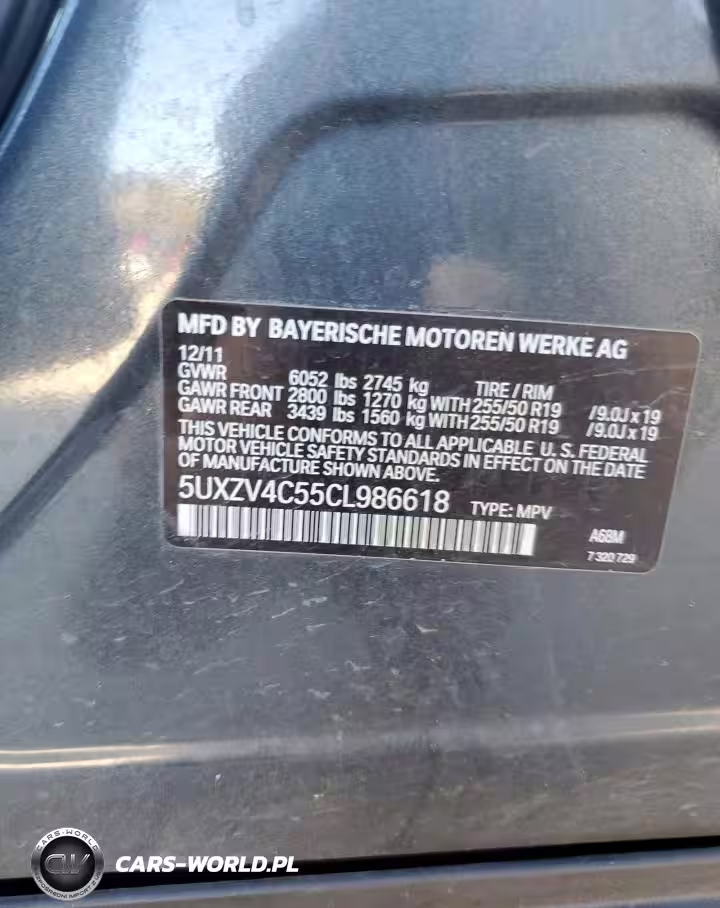 MFD BY BAYERISCHE MOTOREN WERKE AG
12/11
GVWR 6052 lbs 2745 kg TIRE / RIM
GAWR FRONT 2800 lbs 1270 kg WITH 255/50 R19 /9.0J x 19
GAWR REAR 3439 lbs 1560 kg WITH 255/50 R19 /9.0J x 19
THIS VEHICLE CONFORMS TO ALL APPLICABLE U. S. FEDERAL
MOTOR VEHICLE SAFETY STANDARDS IN EFFECT ON THE DATE
OF MANUFACTURE SHOWN ABOVE.
5UXZV4C55CL986618 TYPE: MPV
A68M
7 320 729
CARS-WORLD
CW
CARS-WORLD.PL